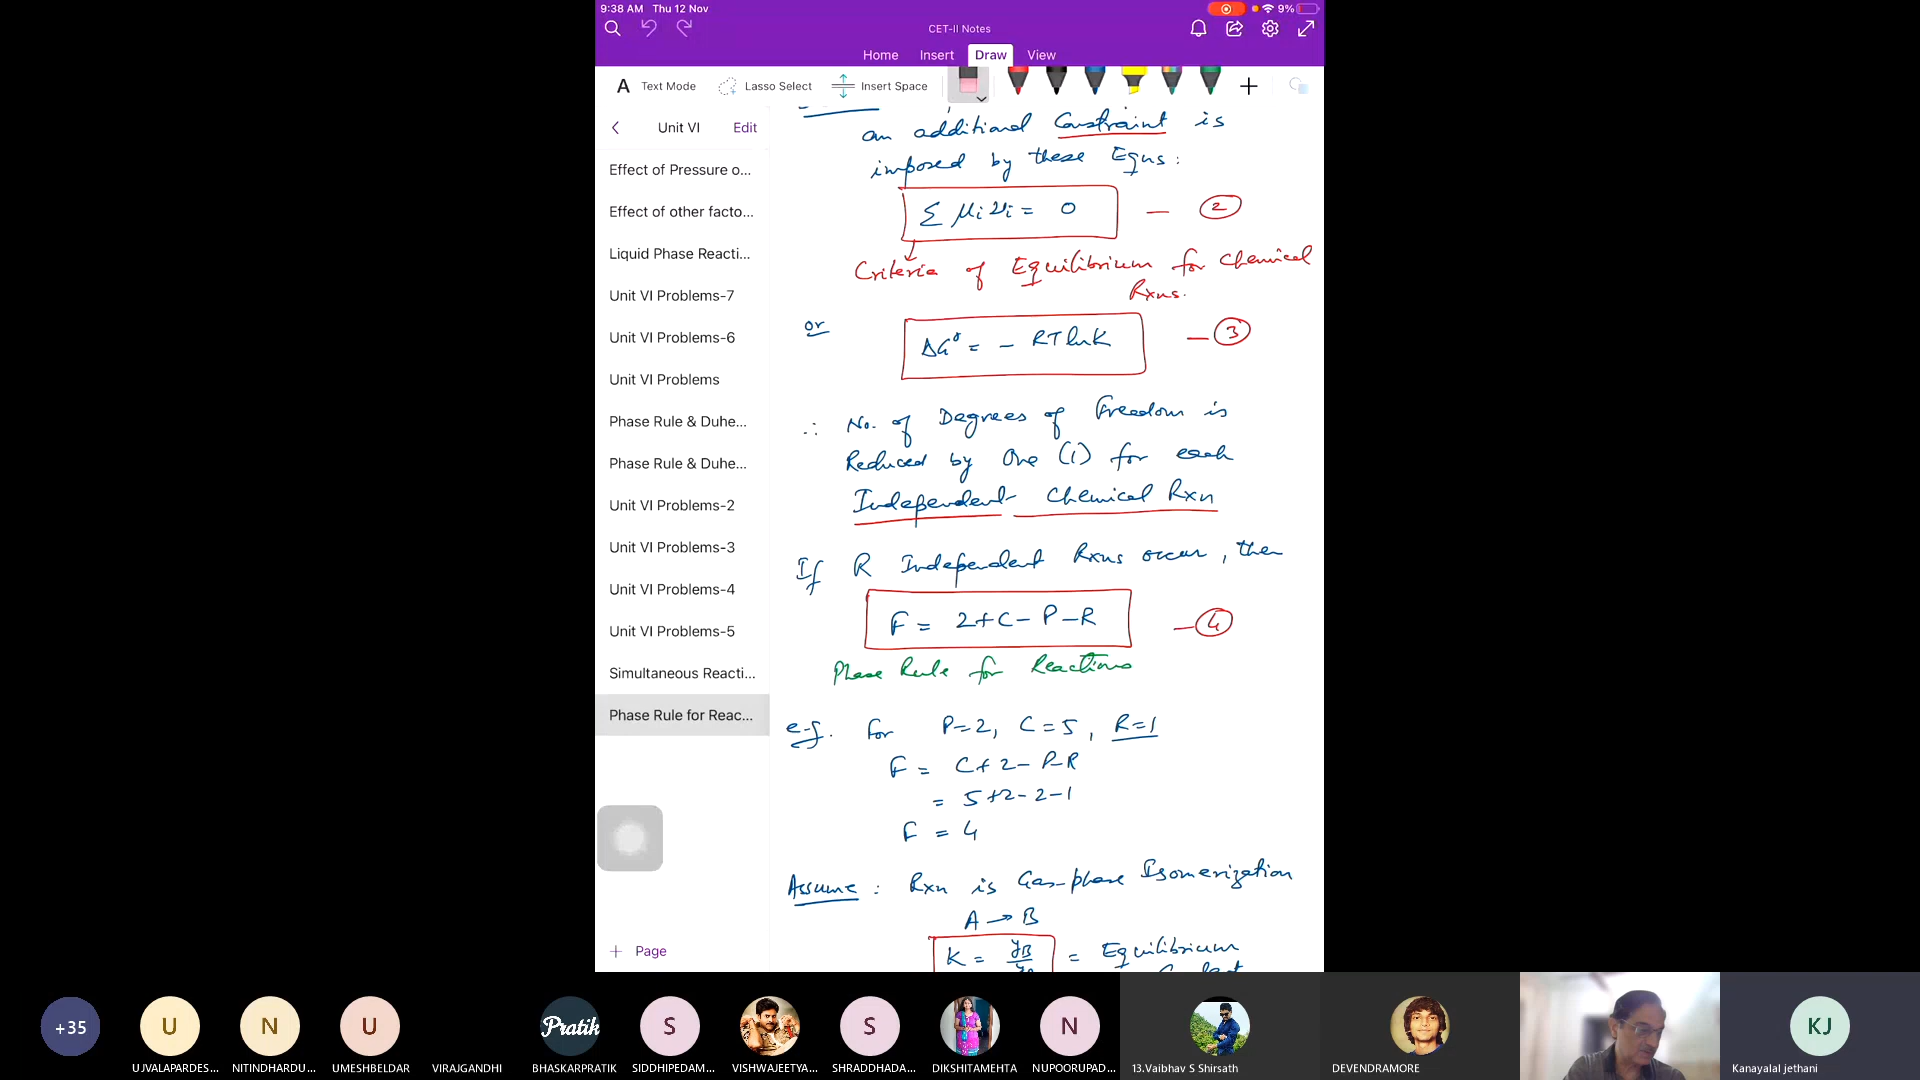 9:38 AM Thu 12 Nov
9%
CET-II Notes
Home Insert Draw View
A Text Mode Lasso Select Insert Space
Unit VI Edit
Effect of Pressure o...
Effect of other facto...
Liquid Phase Reacti...
Unit VI Problems-7
Unit VI Problems-6
Unit VI Problems
Phase Rule & Duhe...
Phase Rule & Duhe...
Unit VI Problems-2
Unit VI Problems-3
Unit VI Problems-4
Unit VI Problems-5
Simultaneous Reacti...
Phase Rule for Reac...
+ Page
an additional Constraint is
imposed by these Equs:
Σ μi νi = 0 — 2
Criteria of Equilibrium for Chemical
Rxns.
or
ΔG° = - RT ln K — 3
∴ No. of Degrees of Freedom is
Reduced by One (1) for each
Independent Chemical Rxn
If R Independent Rxns occur, then
F = 2+C-P-R — 4
Phase Rule for Reactions
e.g. for P=2, C=5, R=1
F = C+2-P-R
= 5+2-2-1
F = 4
Assume: Rxn is Gas-phase Isomerization
A → B
K = yB = Equilibrium
+35
U
N
U
Pratik
S
S
N
KJ
UJVALAPARDES...
NITINDHARDU...
UMESHBELDAR
VIRAJGANDHI
BHASKARPRATIK
SIDDHIPEDAM...
VISHWAJEETYA...
SHRADDHADA...
DIKSHITAMEHTA
NUPOORUPAD...
13.Vaibhav S Shirsath
DEVENDRAMORE
Kanayalal jethani